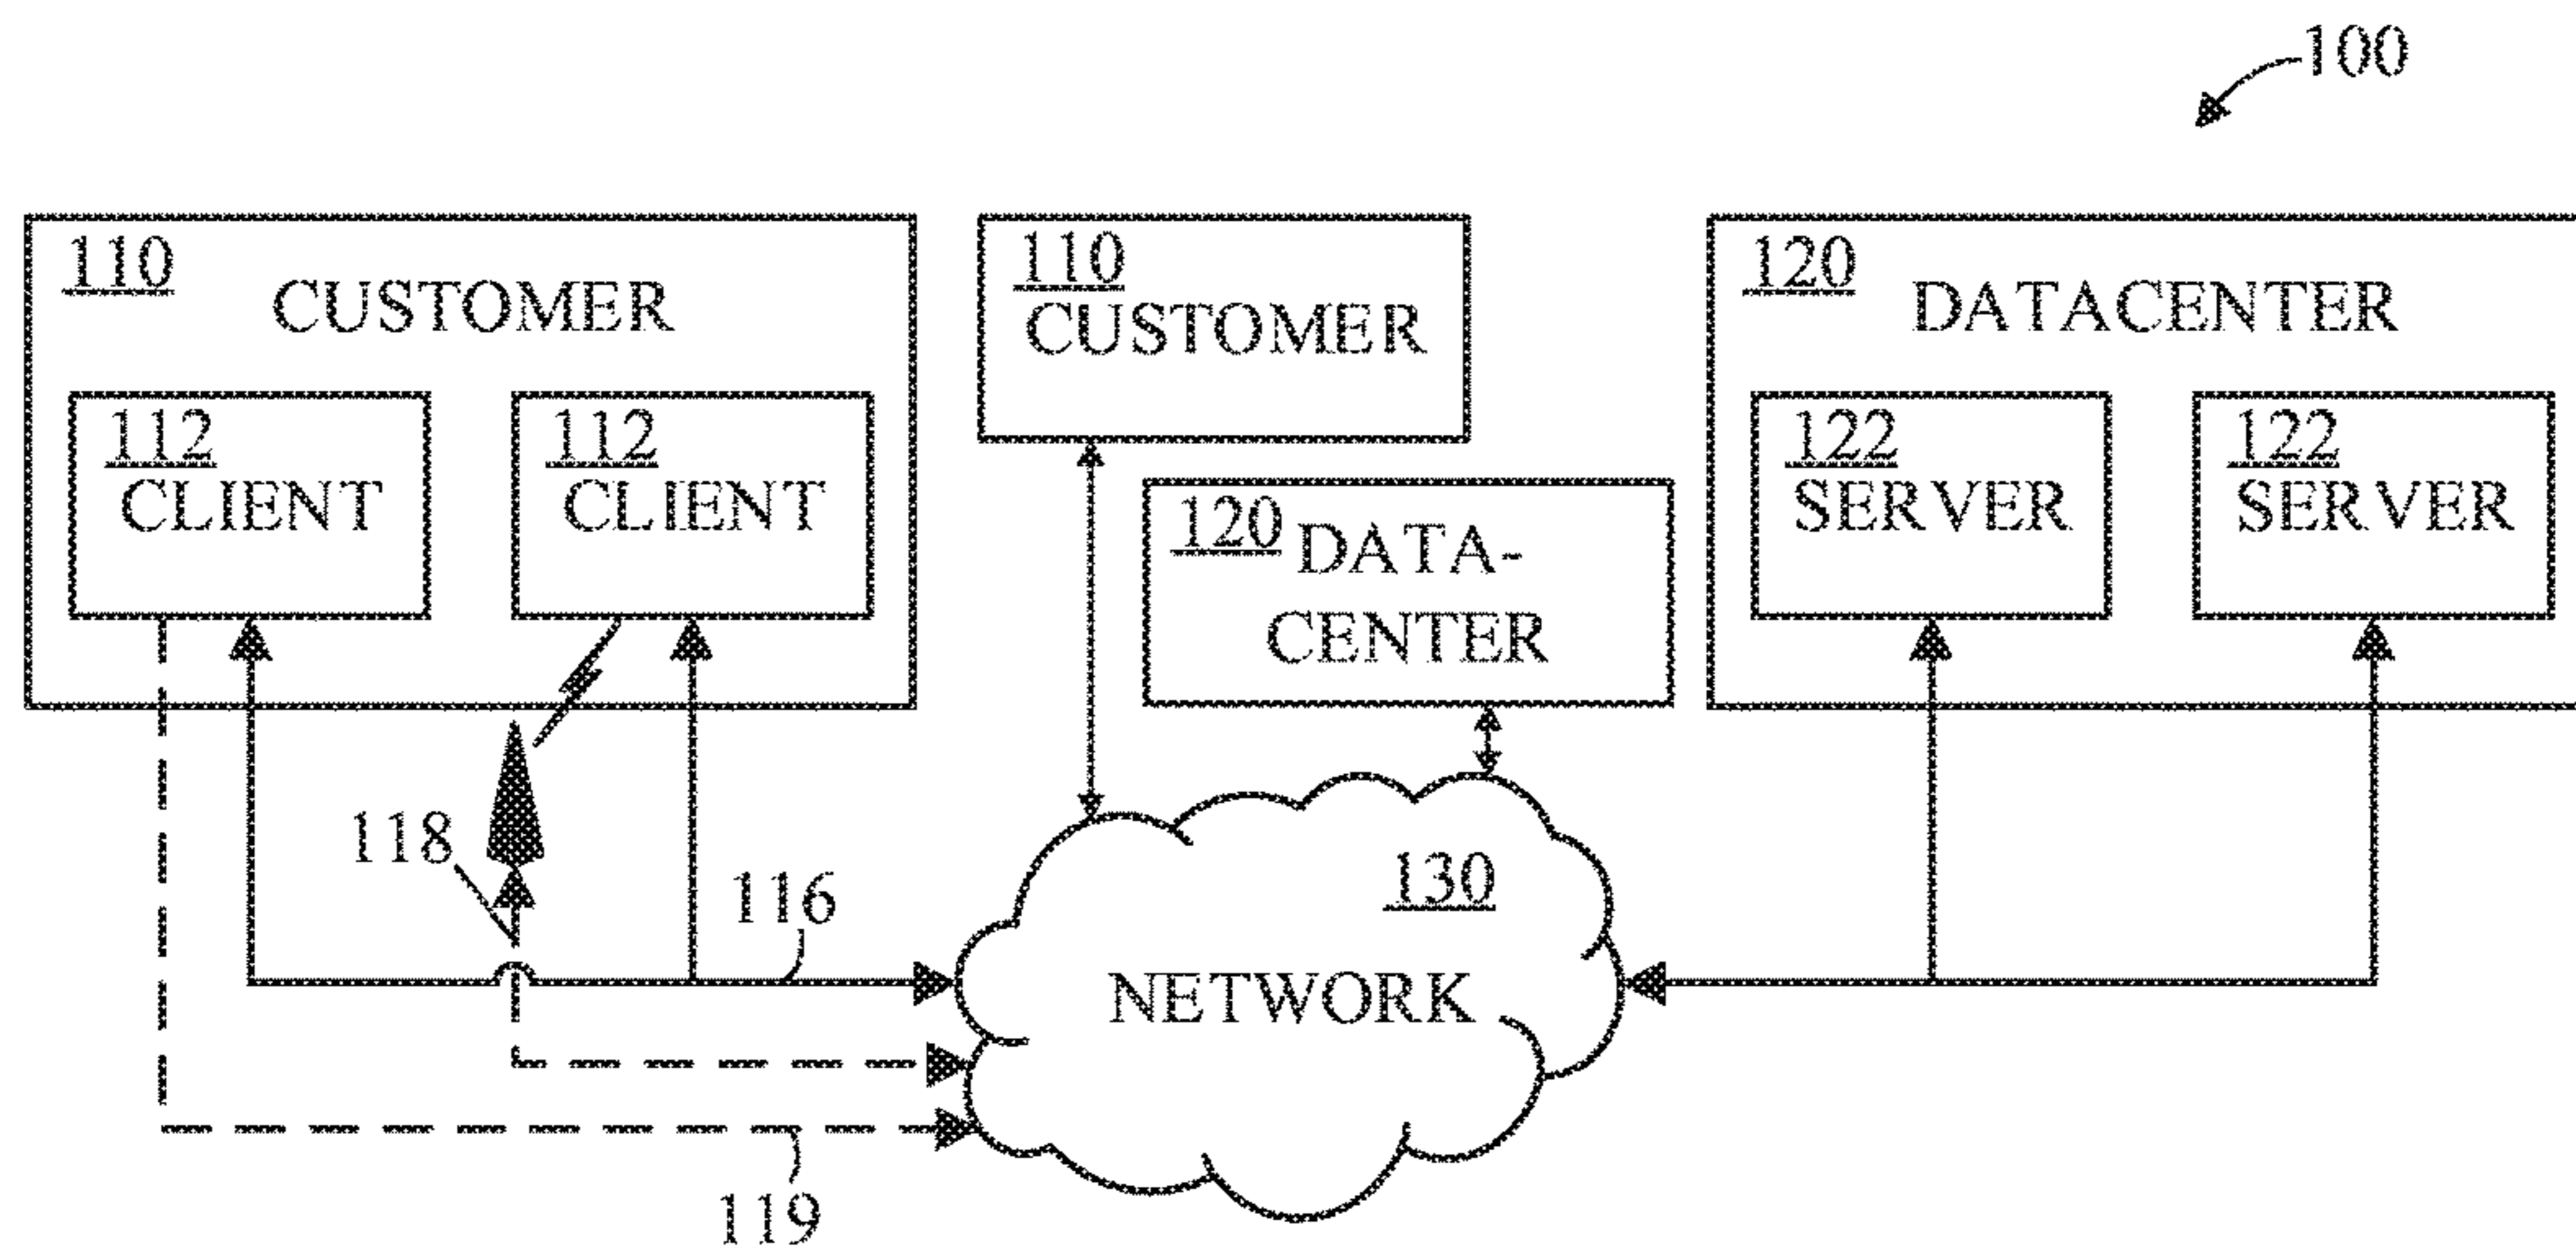 100
110
CUSTOMER
112
CLIENT
112
CLIENT
110
CUSTOMER
120
DATA-
CENTER
120
DATACENTER
122
SERVER
122
SERVER
118
116
130
NETWORK
119